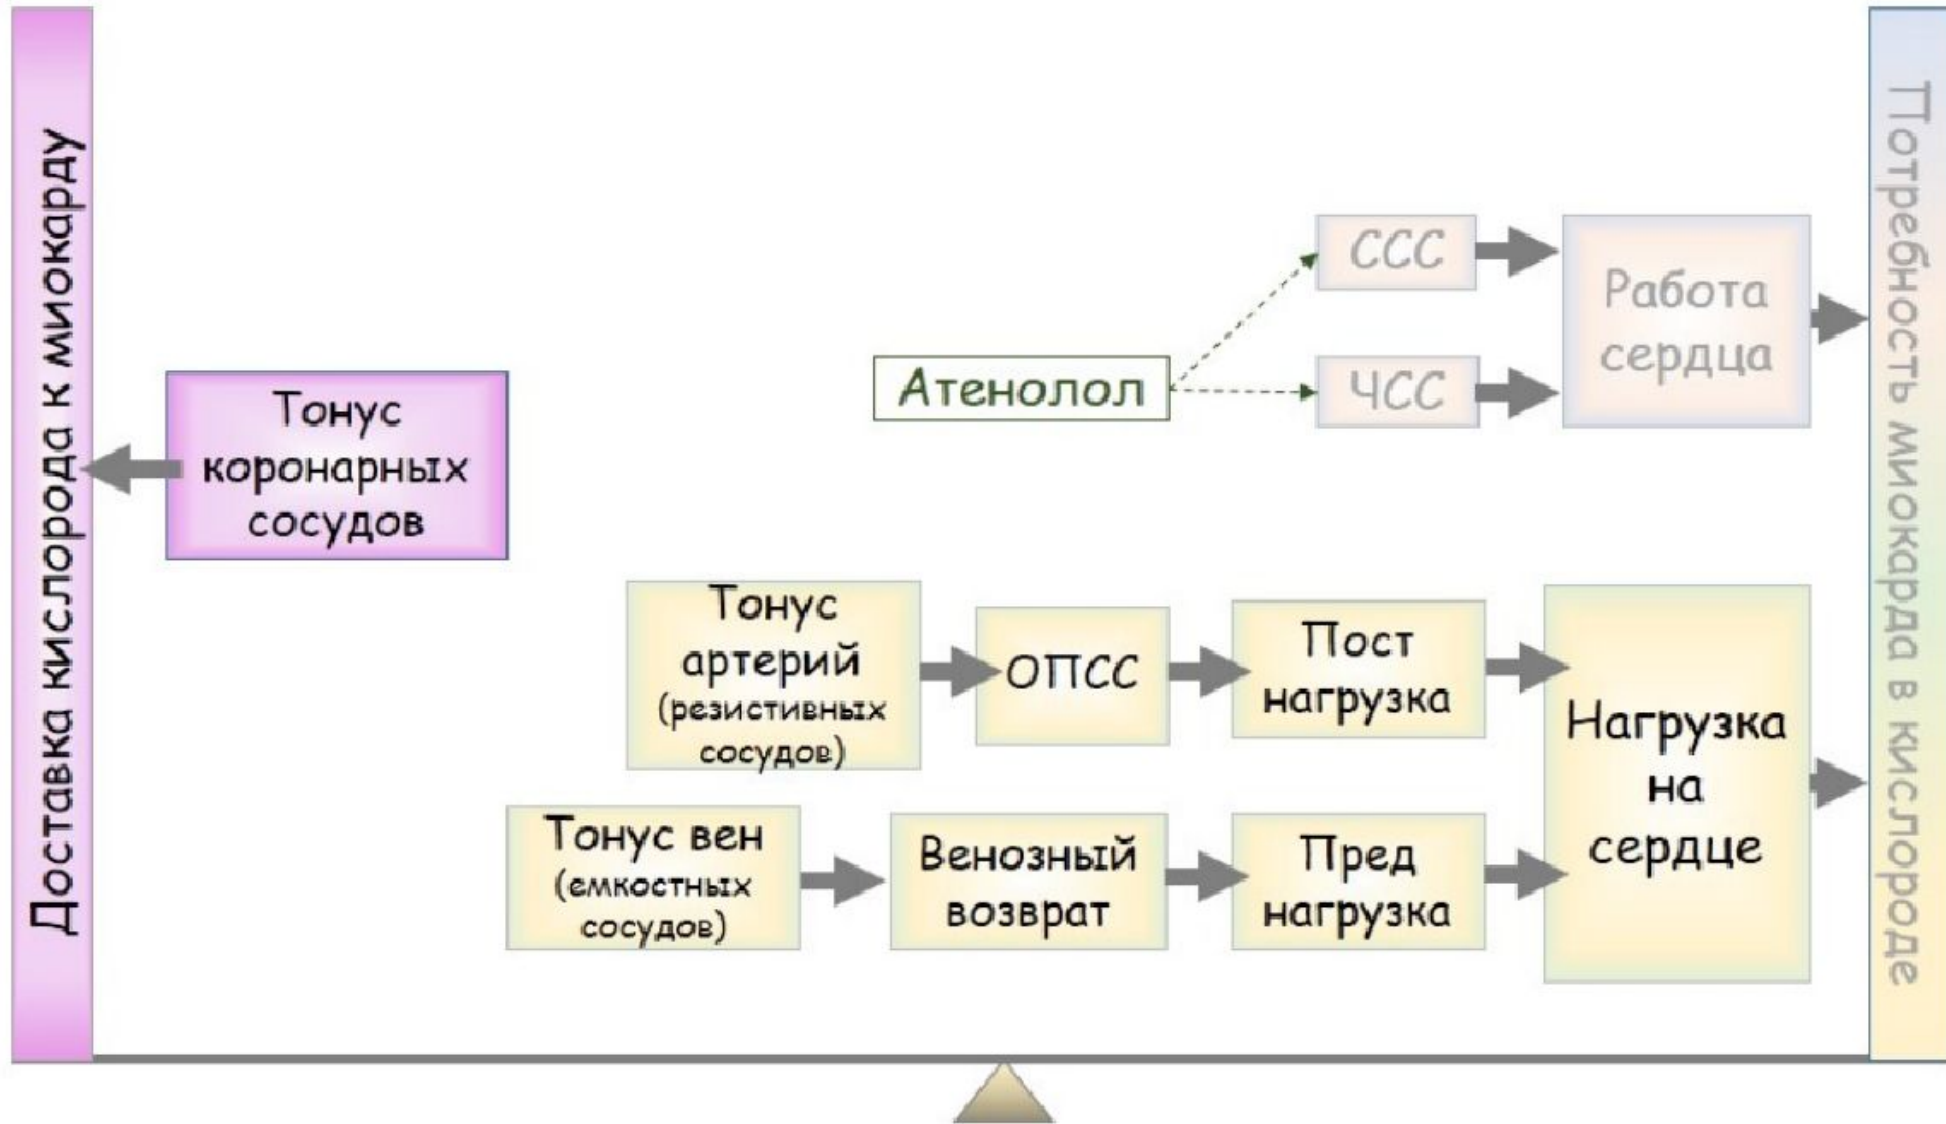 Доставка кислорода к миокарду
Тонус
коронарных
сосудов
Атенолол
ССС
ЧСС
Работа
сердца
Тонус
артерий
(резистивных
сосудов)
ОПСС
Пост
нагрузка
Тонус вен
(емкостных
сосудов)
Венозный
возврат
Пред
нагрузка
Нагрузка
на
сердце
Потребность миокарда в кислороде